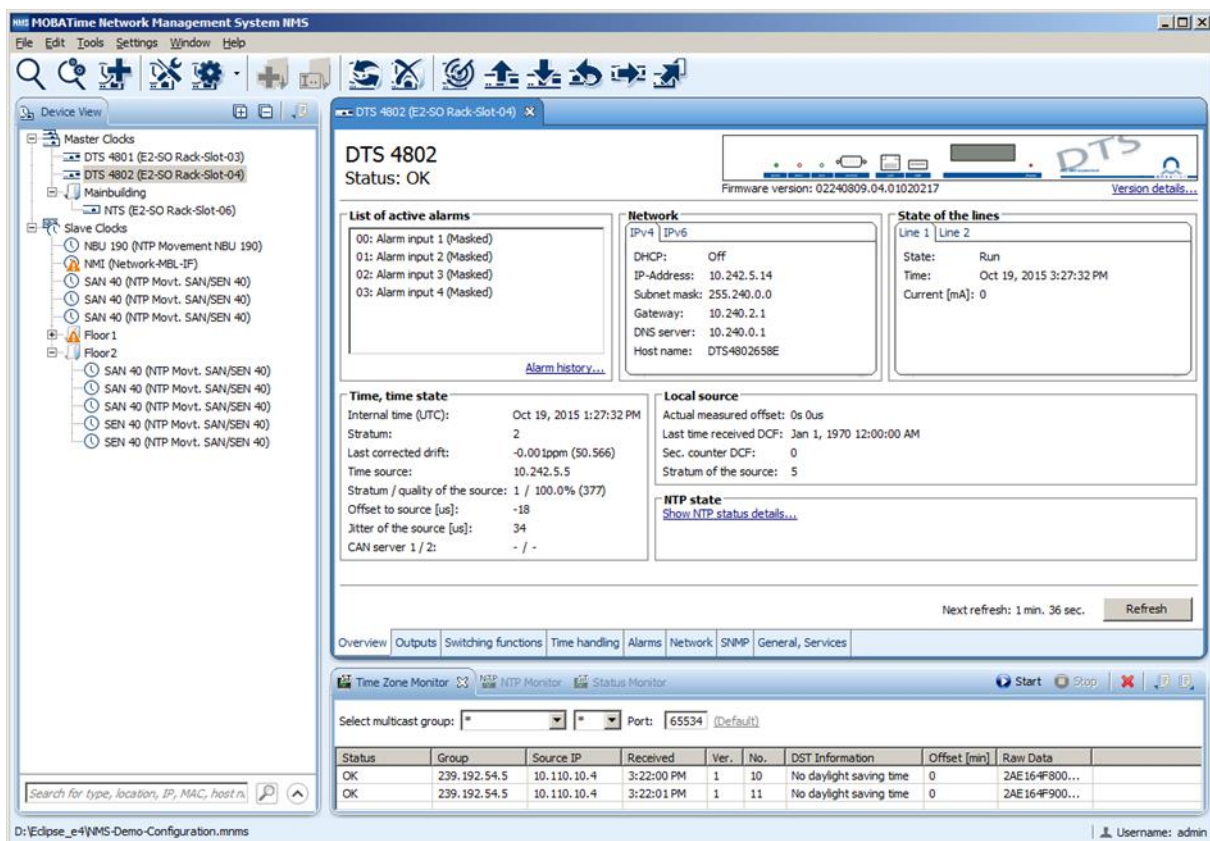 MOBATime Network Management System NMS
File Edit Tools Settings Window Help
Device View
Master Clocks
DTS 4801 (E2-SO Rack-Slot-03)
DTS 4802 (E2-SO Rack-Slot-04)
Mainbuilding
NTS (E2-SO Rack-Slot-06)
Slave Clocks
NBU 190 (NTP Movement NBU 190)
NMI (Network-MBL-IF)
SAN 40 (NTP Movt. SAN/SEN 40)
SAN 40 (NTP Movt. SAN/SEN 40)
SAN 40 (NTP Movt. SAN/SEN 40)
Floor1
Floor2
SAN 40 (NTP Movt. SAN/SEN 40)
SAN 40 (NTP Movt. SAN/SEN 40)
SAN 40 (NTP Movt. SAN/SEN 40)
SEN 40 (NTP Movt. SAN/SEN 40)
SEN 40 (NTP Movt. SAN/SEN 40)
Search for type, location, IP, MAC, host n
DTS 4802 (E2-SO Rack-Slot-04)
DTS 4802
Status: OK
DTS
Firmware version: 02240809.04.01020217
Version details...
List of active alarms
00: Alarm input 1 (Masked)
01: Alarm input 2 (Masked)
02: Alarm input 3 (Masked)
03: Alarm input 4 (Masked)
Alarm history...
Network
IPv4 IPv6
DHCP: Off
IP-Address: 10.242.5.14
Subnet mask: 255.240.0.0
Gateway: 10.240.2.1
DNS server: 10.240.0.1
Host name: DTS4802658E
State of the lines
Line 1 Line 2
State: Run
Time: Oct 19, 2015 3:27:32 PM
Current [mA]: 0
Time, time state
Internal time (UTC): Oct 19, 2015 1:27:32 PM
Stratum: 2
Last corrected drift: -0.001ppm (50.566)
Time source: 10.242.5.5
Stratum / quality of the source: 1 / 100.0% (377)
Offset to source [us]: -18
Jitter of the source [us]: 34
CAN server 1 / 2: - / -
Local source
Actual measured offset: 0s 0us
Last time received DCF: Jan 1, 1970 12:00:00 AM
Sec. counter DCF: 0
Stratum of the source: 5
NTP state
Show NTP status details...
Next refresh: 1 min. 36 sec. Refresh
Overview Outputs Switching functions Time handling Alarms Network SNMP General, Services
Time Zone Monitor NTP Monitor Status Monitor Start Stop
Select multicast group: * * Port: 65534 (Default)
Status Group Source IP Received Ver. No. DST Information Offset [min] Raw Data
OK 239.192.54.5 10.110.10.4 3:22:00 PM 1 10 No daylight saving time 0 2AE164F800...
OK 239.192.54.5 10.110.10.4 3:22:01 PM 1 11 No daylight saving time 0 2AE164F900...
D:\Eclipse_e4\NMS-Demo-Configuration.mnms
Username: admin